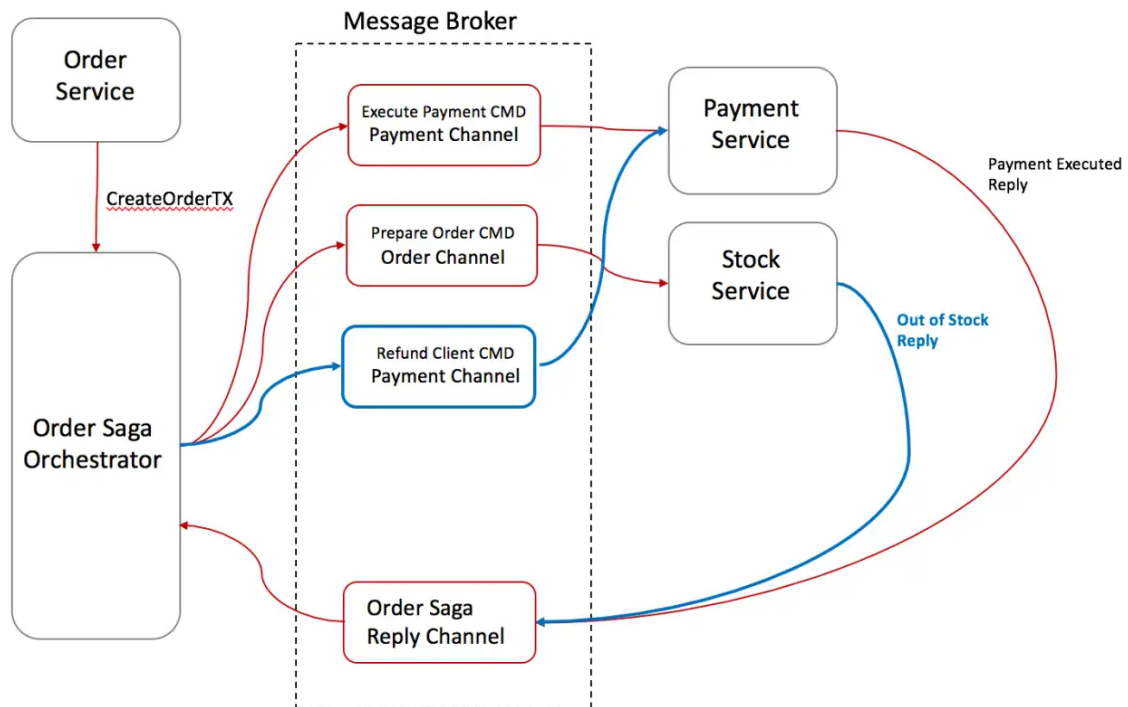 Message Broker
Order
Service
CreateOrderTX
Execute Payment CMD
Payment Channel
Payment
Service
Payment Executed
Reply
Prepare Order CMD
Order Channel
Stock
Service
Out of Stock
Reply
Refund Client CMD
Payment Channel
Order Saga
Orchestrator
Order Saga
Reply Channel